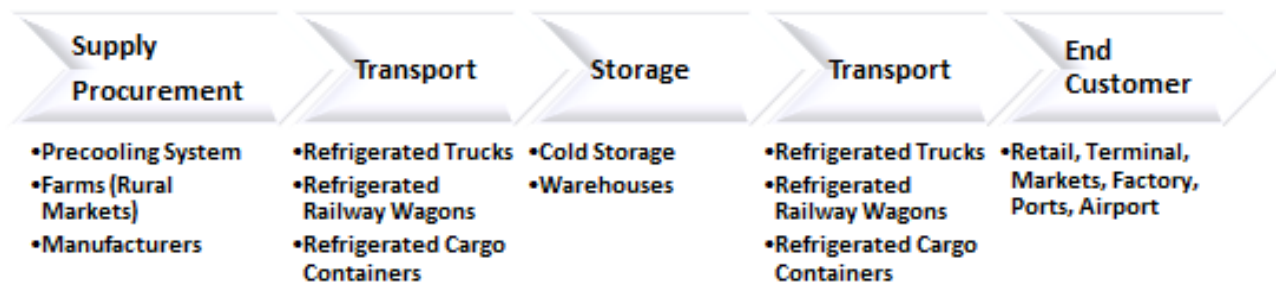 Supply
Procurement
Transport
Storage
Transport
End
Customer
•Precooling System
•Farms (Rural
Markets)
•Manufacturers
•Refrigerated Trucks
•Refrigerated
Railway Wagons
•Refrigerated Cargo
Containers
•Cold Storage
•Warehouses
•Refrigerated Trucks
•Refrigerated
Railway Wagons
•Refrigerated Cargo
Containers
•Retail, Terminal,
Markets, Factory,
Ports, Airport